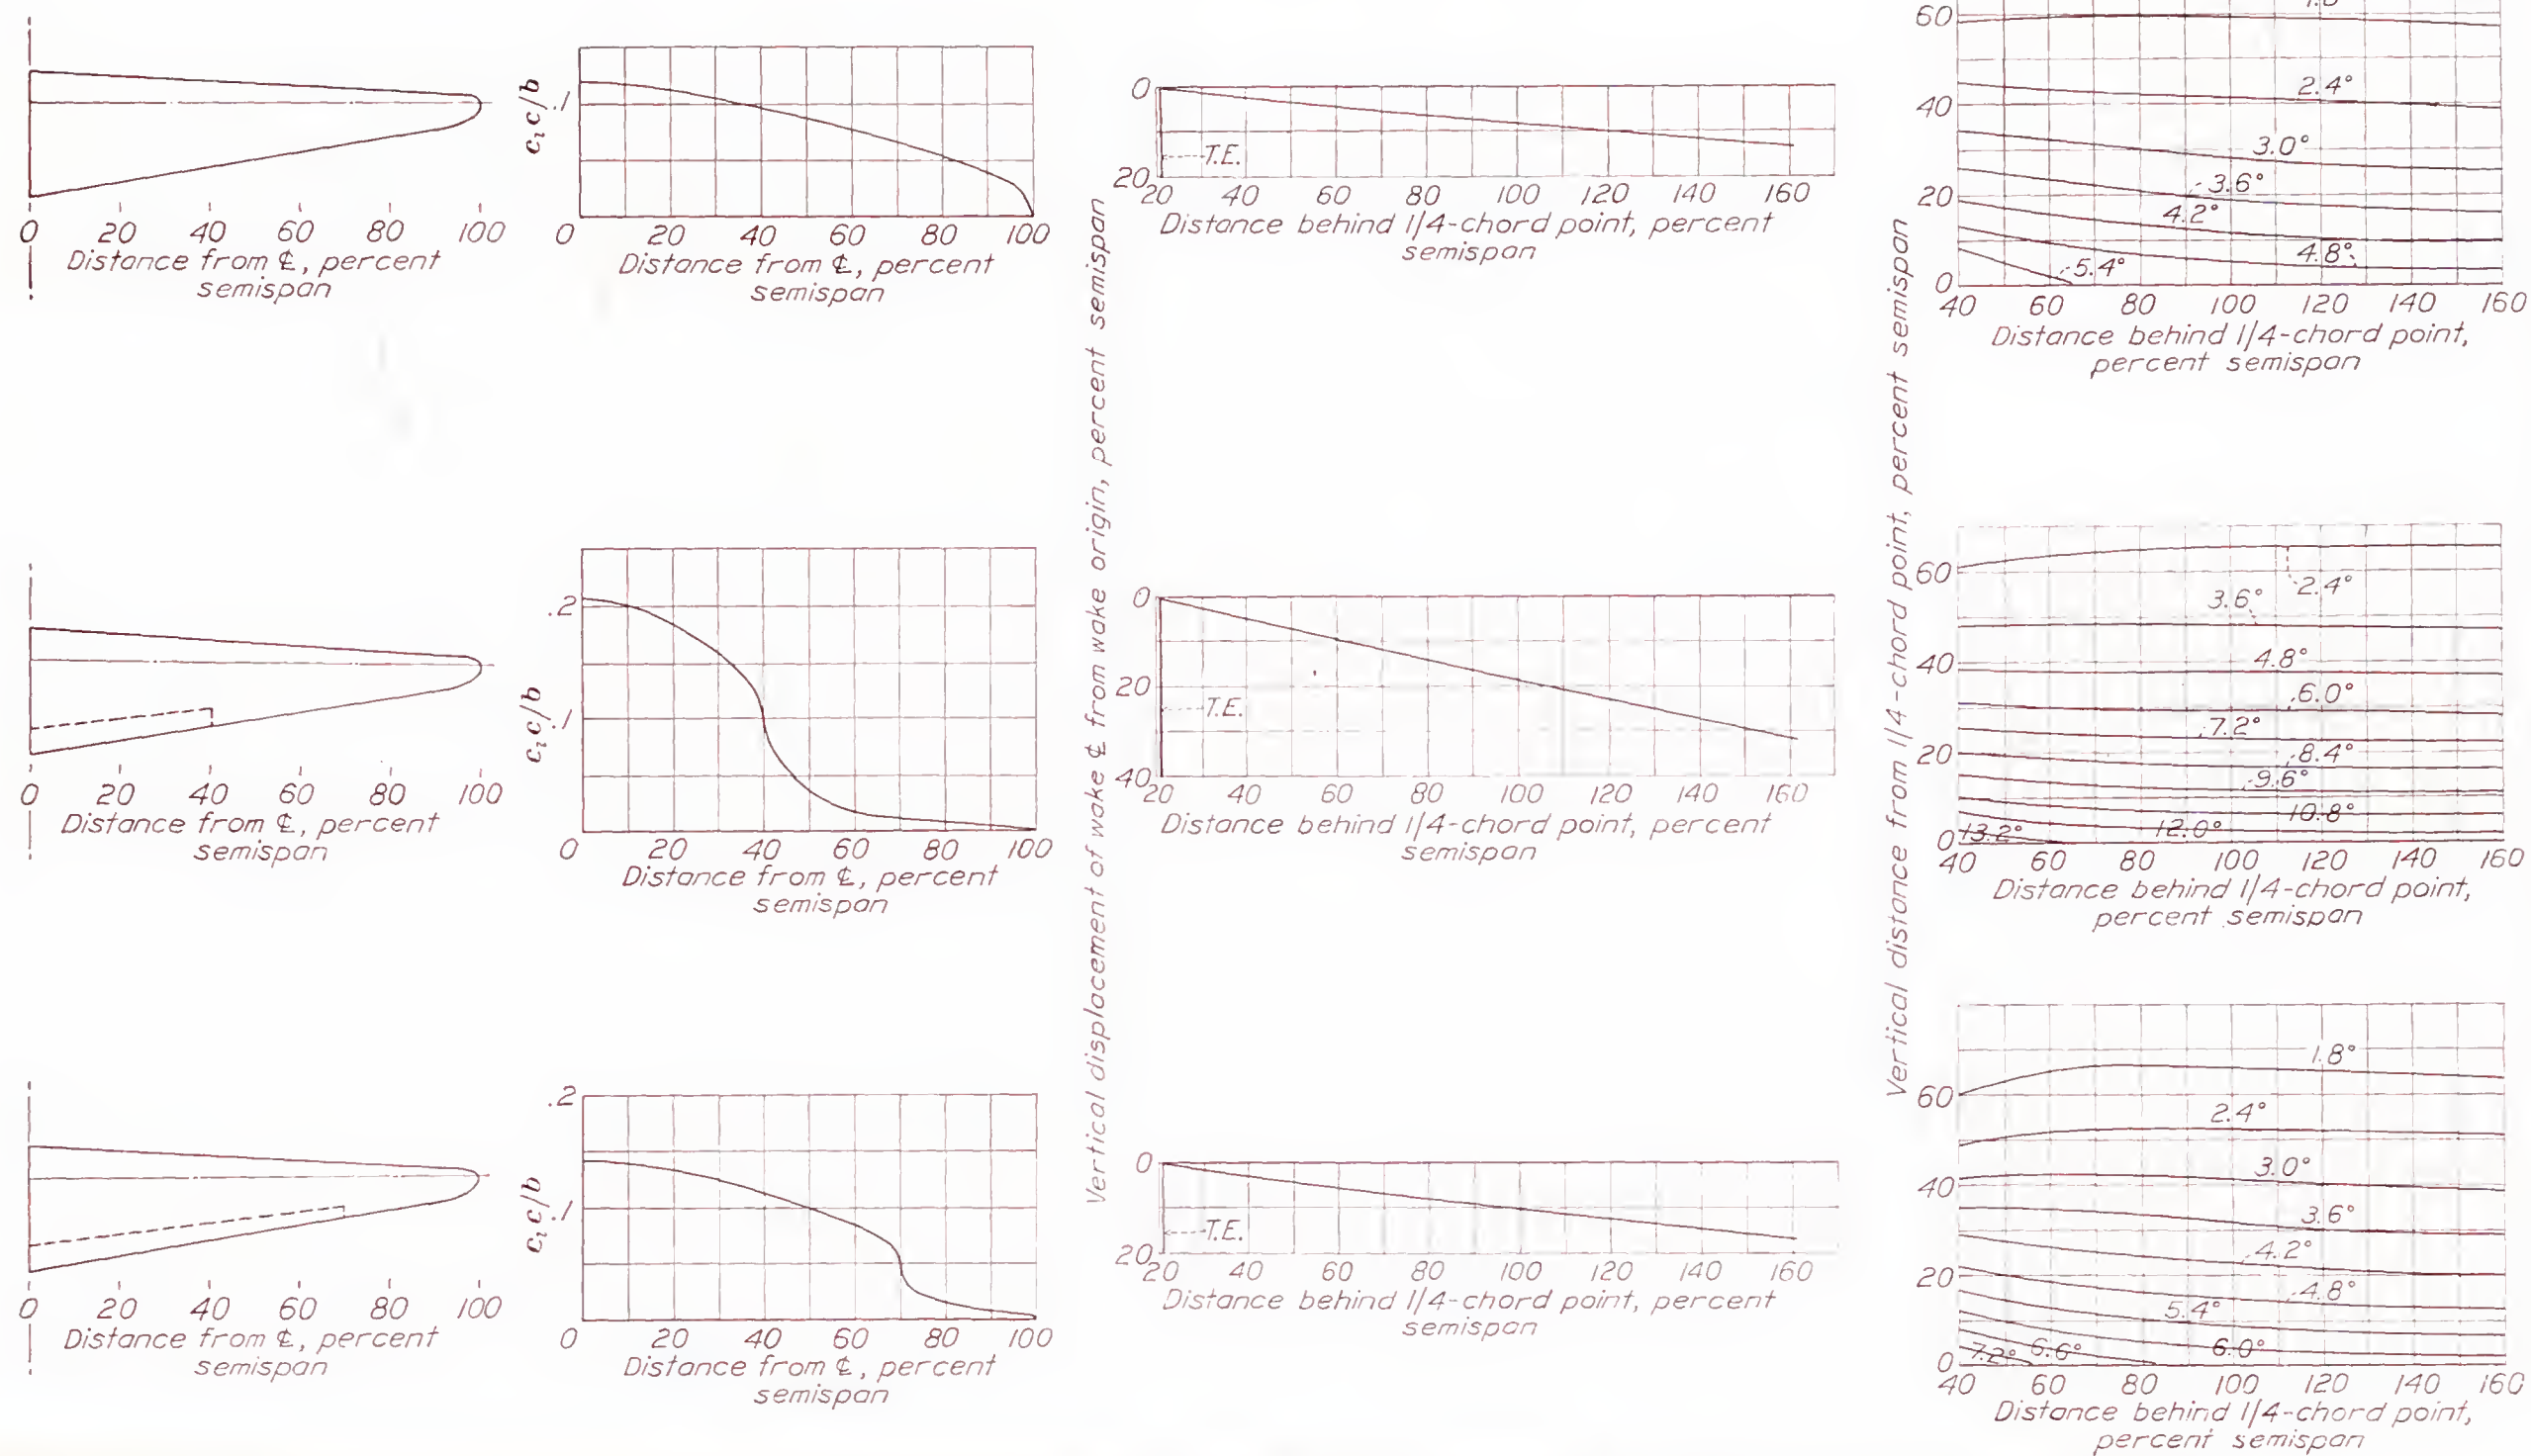 0 20 40 60 80 100
Distance from ℄, percent
semispan
c_l c/b
.1
0 20 40 60 80 100
Distance from ℄, percent
semispan
Vertical displacement of wake ℄ from wake origin, percent semispan
0
T.E.
20
20 40 60 80 100 120 140 160
Distance behind 1/4-chord point, percent
semispan
Vertical distance from 1/4-chord point, percent semispan
60
2.4°
40
3.0°
3.6°
20
4.2°
4.8°
5.4°
0
40 60 80 100 120 140 160
Distance behind 1/4-chord point,
percent semispan
0 20 40 60 80 100
Distance from ℄, percent
semispan
.2
c_l c/b
.1
0 20 40 60 80 100
Distance from ℄, percent
semispan
0
20
T.E.
40
20 40 60 80 100 120 140 160
Distance behind 1/4-chord point, percent
semispan
60
2.4°
3.6°
40
4.8°
6.0°
7.2°
20
8.4°
9.6°
10.8°
0
13.2° 12.0°
40 60 80 100 120 140 160
Distance behind 1/4-chord point,
percent semispan
0 20 40 60 80 100
Distance from ℄, percent
semispan
.2
c_l c/b
.1
0 20 40 60 80 100
Distance from ℄, percent
semispan
0
T.E.
20
20 40 60 80 100 120 140 160
Distance behind 1/4-chord point, percent
semispan
1.8°
60
2.4°
3.0°
40
3.6°
4.2°
20
4.8°
5.4°
0
7.2° 6.6° 6.0°
40 60 80 100 120 140 160
Distance behind 1/4-chord point,
percent semispan